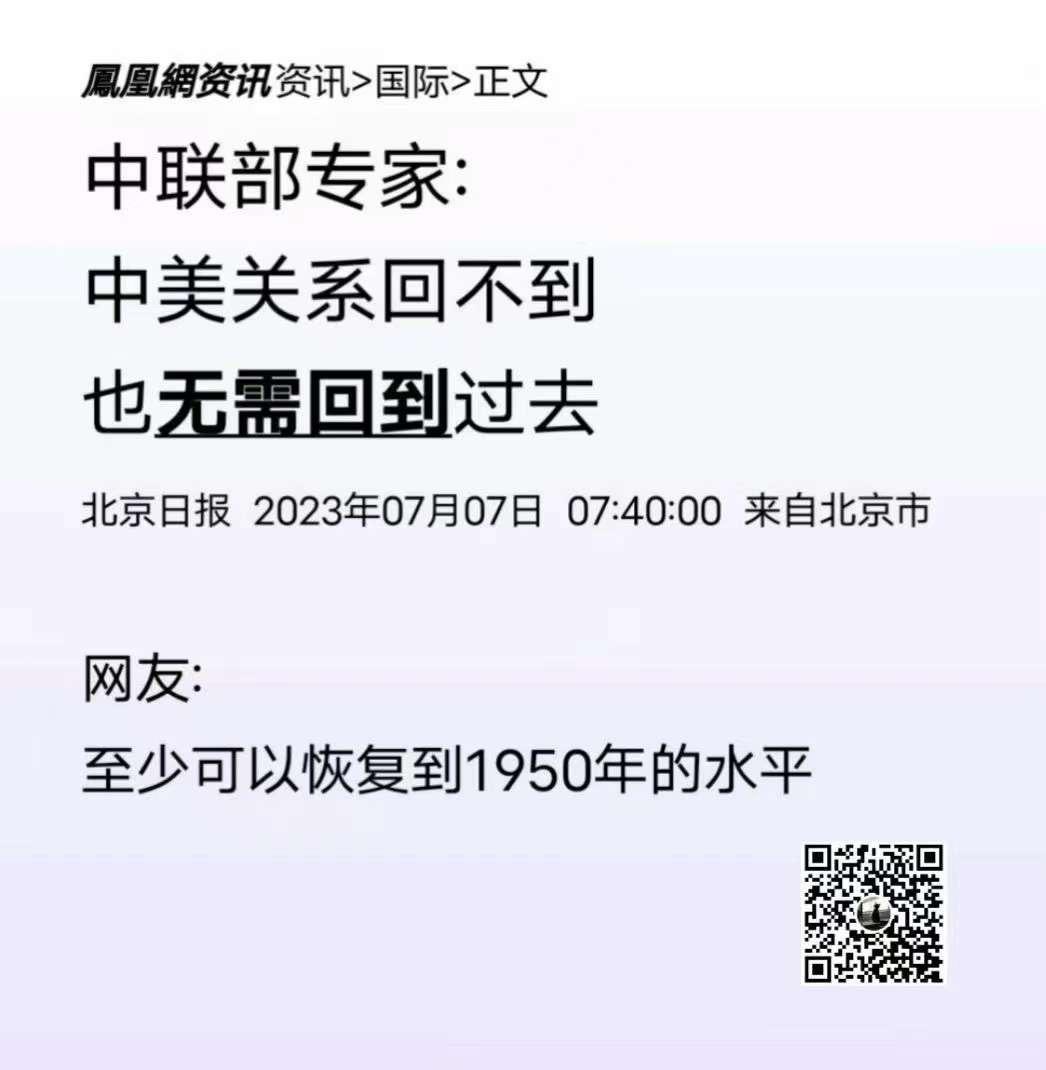 鳳凰網资讯资讯>国际>正文
中联部专家:
中美关系回不到
也无需回到过去
北京日报 2023年07月07日 07:40:00 来自北京市
网友:
至少可以恢复到1950年的水平